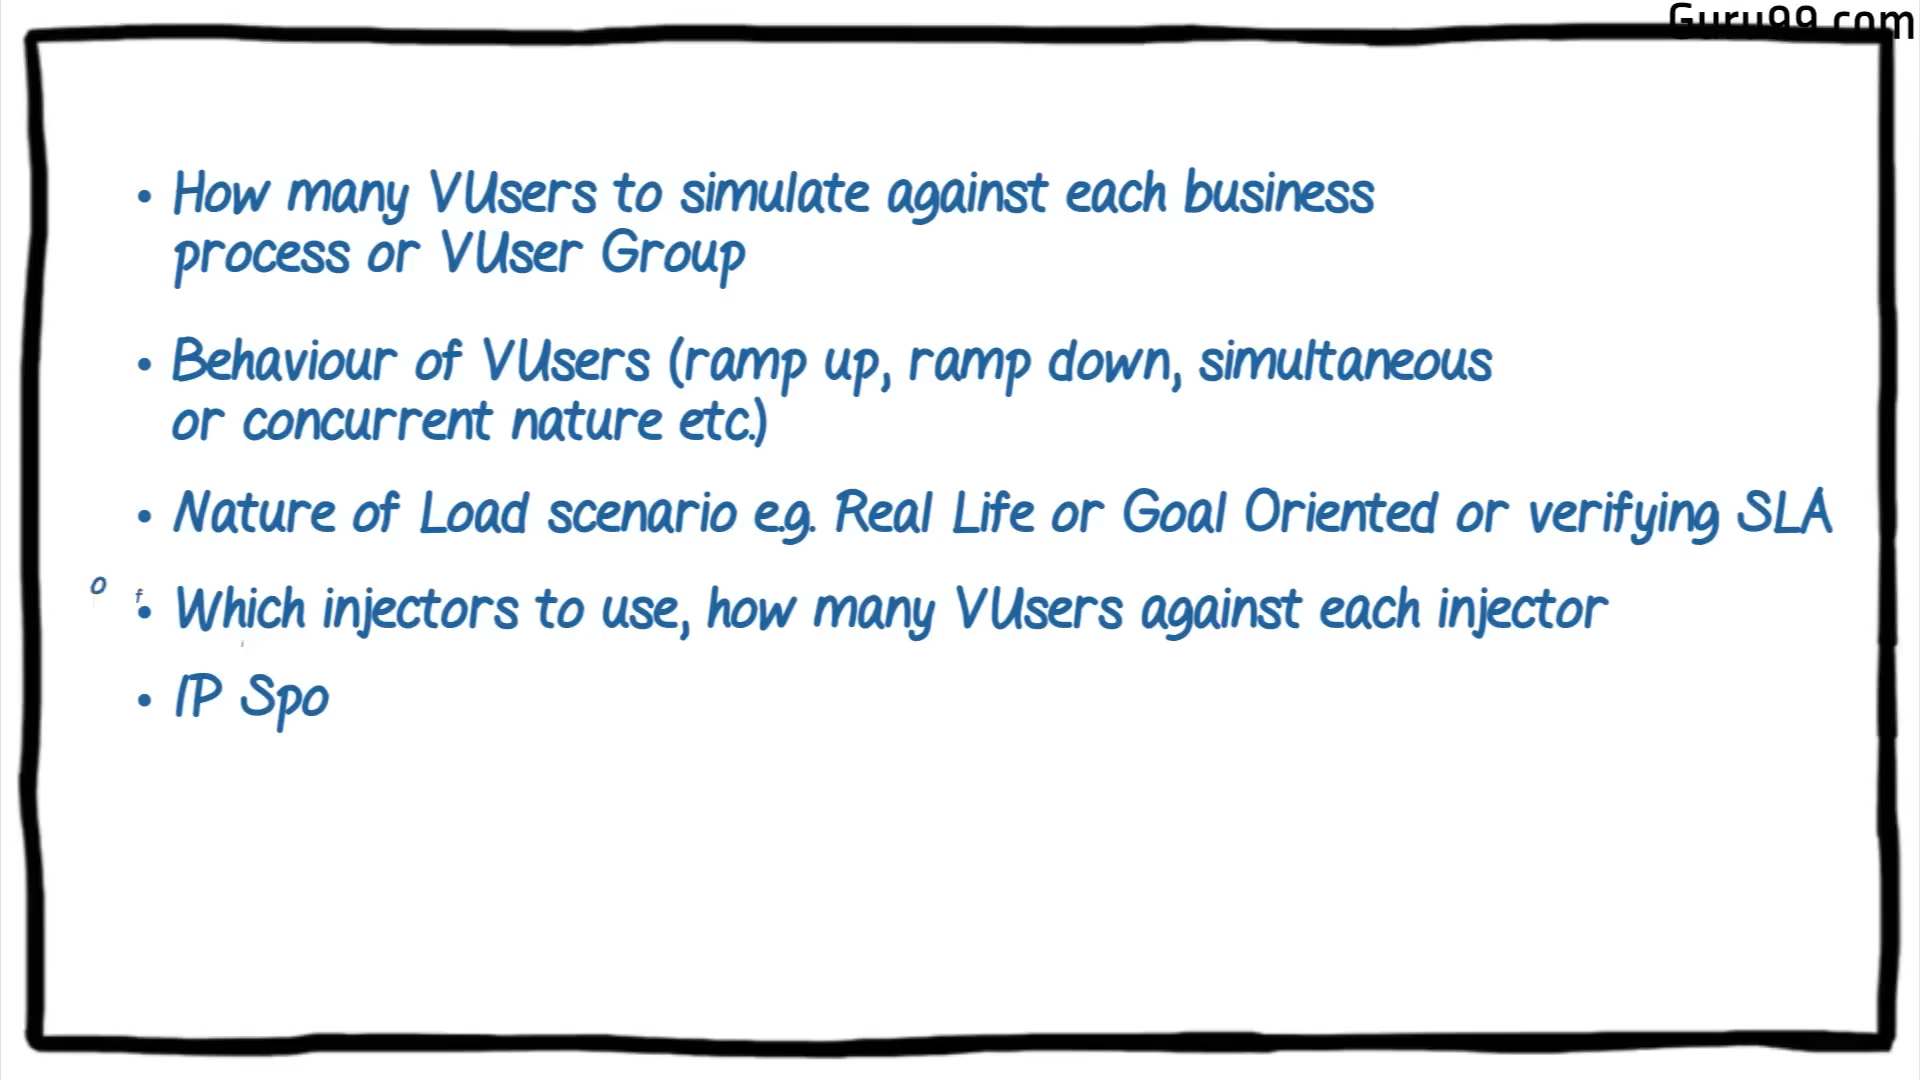 Guru99.com
• How many VUsers to simulate against each business
process or VUser Group
• Behaviour of VUsers (ramp up, ramp down, simultaneous
or concurrent nature etc.)
• Nature of Load scenario e.g. Real Life or Goal Oriented or verifying SLA
o f
• Which injectors to use, how many VUsers against each injector
i
• IP Spo